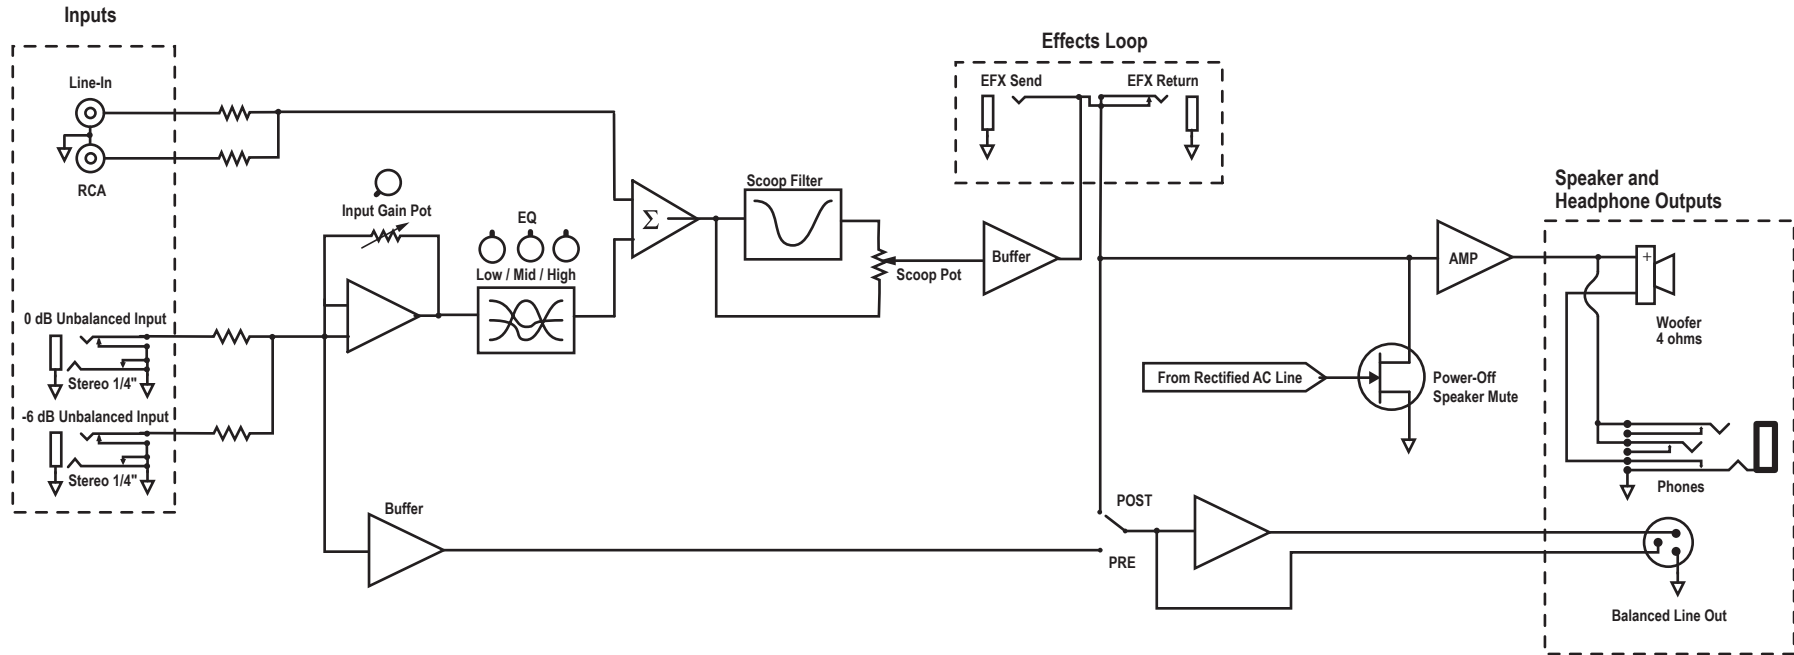 Inputs
Line-In
RCA
Input Gain Pot
EQ
Low / Mid / High
0 dB Unbalanced Input
Stereo 1/4"
-6 dB Unbalanced Input
Stereo 1/4"
Buffer
Σ
Scoop Filter
Scoop Pot
Buffer
Effects Loop
EFX Send
EFX Return
AMP
From Rectified AC Line
Power-Off
Speaker Mute
POST
PRE
Speaker and
Headphone Outputs
+
Woofer
4 ohms
Phones
Balanced Line Out